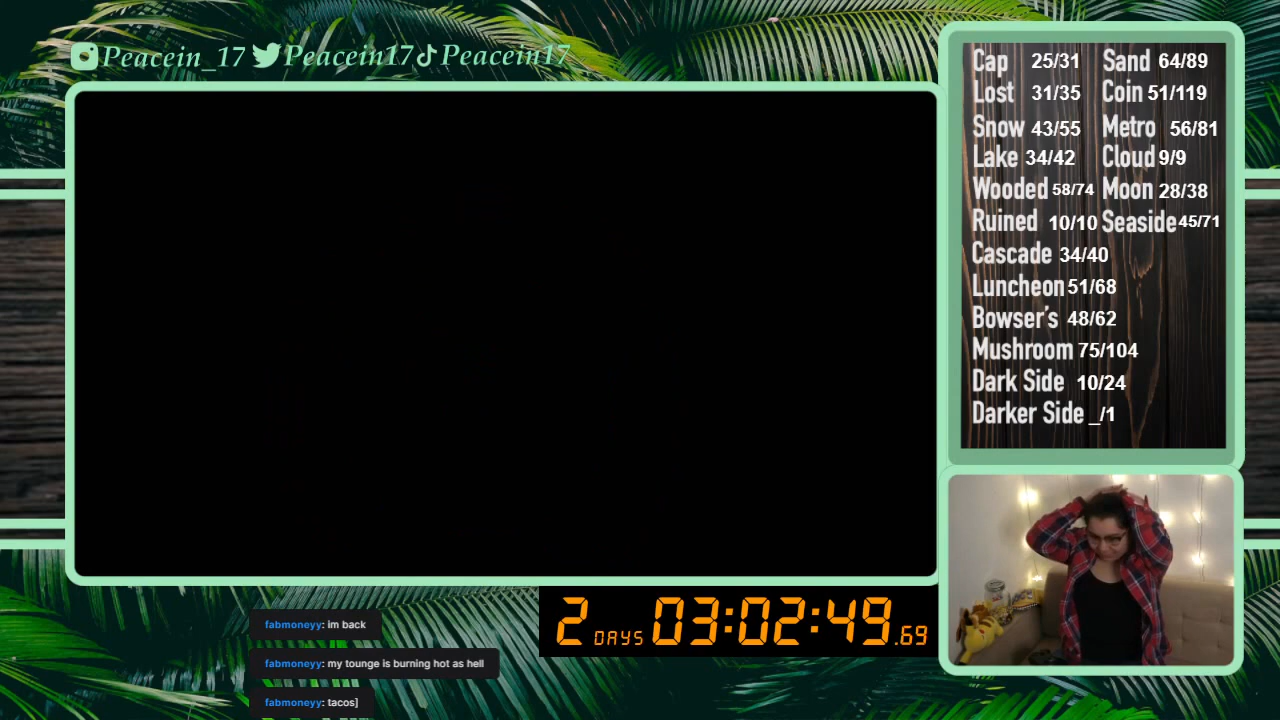 Peacein_17 Peacein17 Peacein17
Cap 25/31 Sand 64/89
Lost 31/35 Coin 51/119
Snow 43/55 Metro 56/81
Lake 34/42 Cloud 9/9
Wooded 58/74 Moon 28/38
Ruined 10/10 Seaside 45/71
Cascade 34/40
Luncheon 51/68
Bowser's 48/62
Mushroom 75/104
Dark Side 10/24
Darker Side _/1
2 DAYS 03:02:49.69
fabmoneyy: im back
fabmoneyy: my tounge is burning hot as hell
fabmoneyy: tacos]